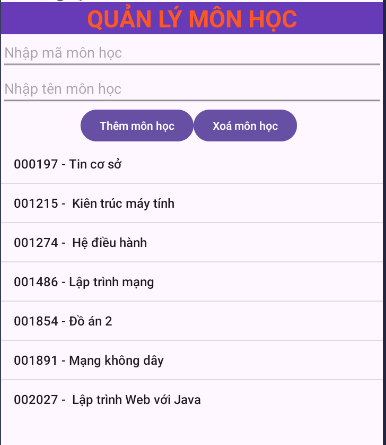 QUẢN LÝ MÔN HỌC
Nhập mã môn học
Nhập tên môn học
Thêm môn học Xoá môn học
000197 - Tin cơ sở
001215 -  Kiên trúc máy tính
001274 -  Hệ điều hành
001486 - Lập trình mạng
001854 - Đồ án 2
001891 - Mạng không dây
002027 -  Lập trình Web với Java